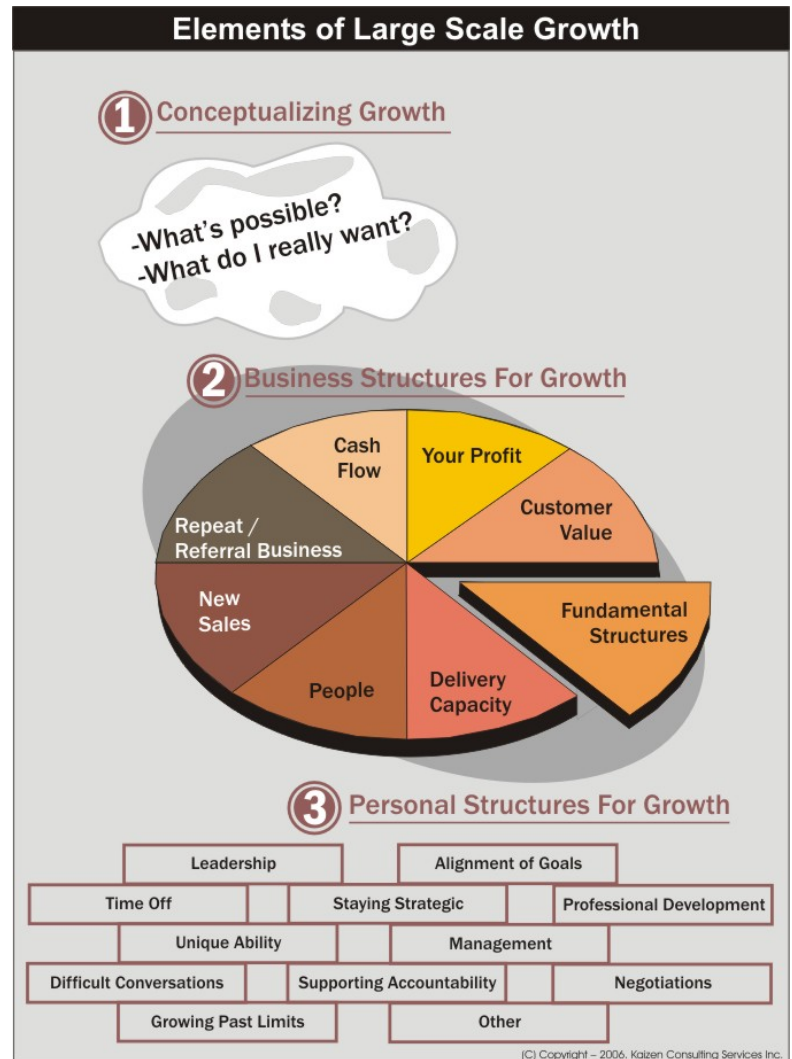 Elements of Large Scale Growth
1 Conceptualizing Growth
-What's possible?
-What do I really want?
2 Business Structures For Growth
Cash
Flow
Your Profit
Customer
Value
Repeat /
Referral Business
New
Sales
People
Delivery
Capacity
Fundamental
Structures
3 Personal Structures For Growth
Leadership
Alignment of Goals
Time Off
Staying Strategic
Professional Development
Unique Ability
Management
Difficult Conversations
Supporting Accountability
Negotiations
Growing Past Limits
Other
(C) Copyright – 2006. Kaizen Consulting Services Inc.